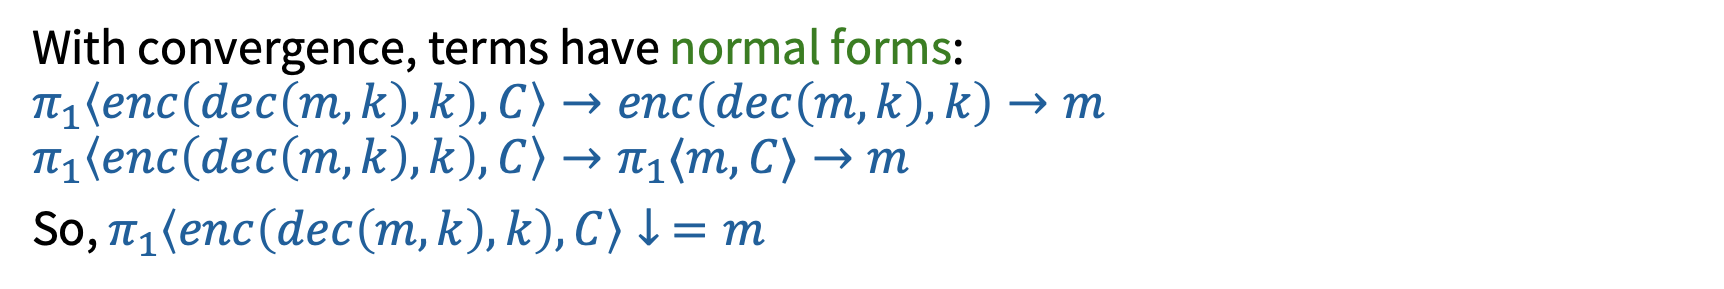 With convergence, terms have normal forms:
π₁⟨enc(dec(m, k), k), C⟩ → enc(dec(m, k), k) → m
π₁⟨enc(dec(m, k), k), C⟩ → π₁⟨m, C⟩ → m
So, π₁⟨enc(dec(m, k), k), C⟩ ↓ = m